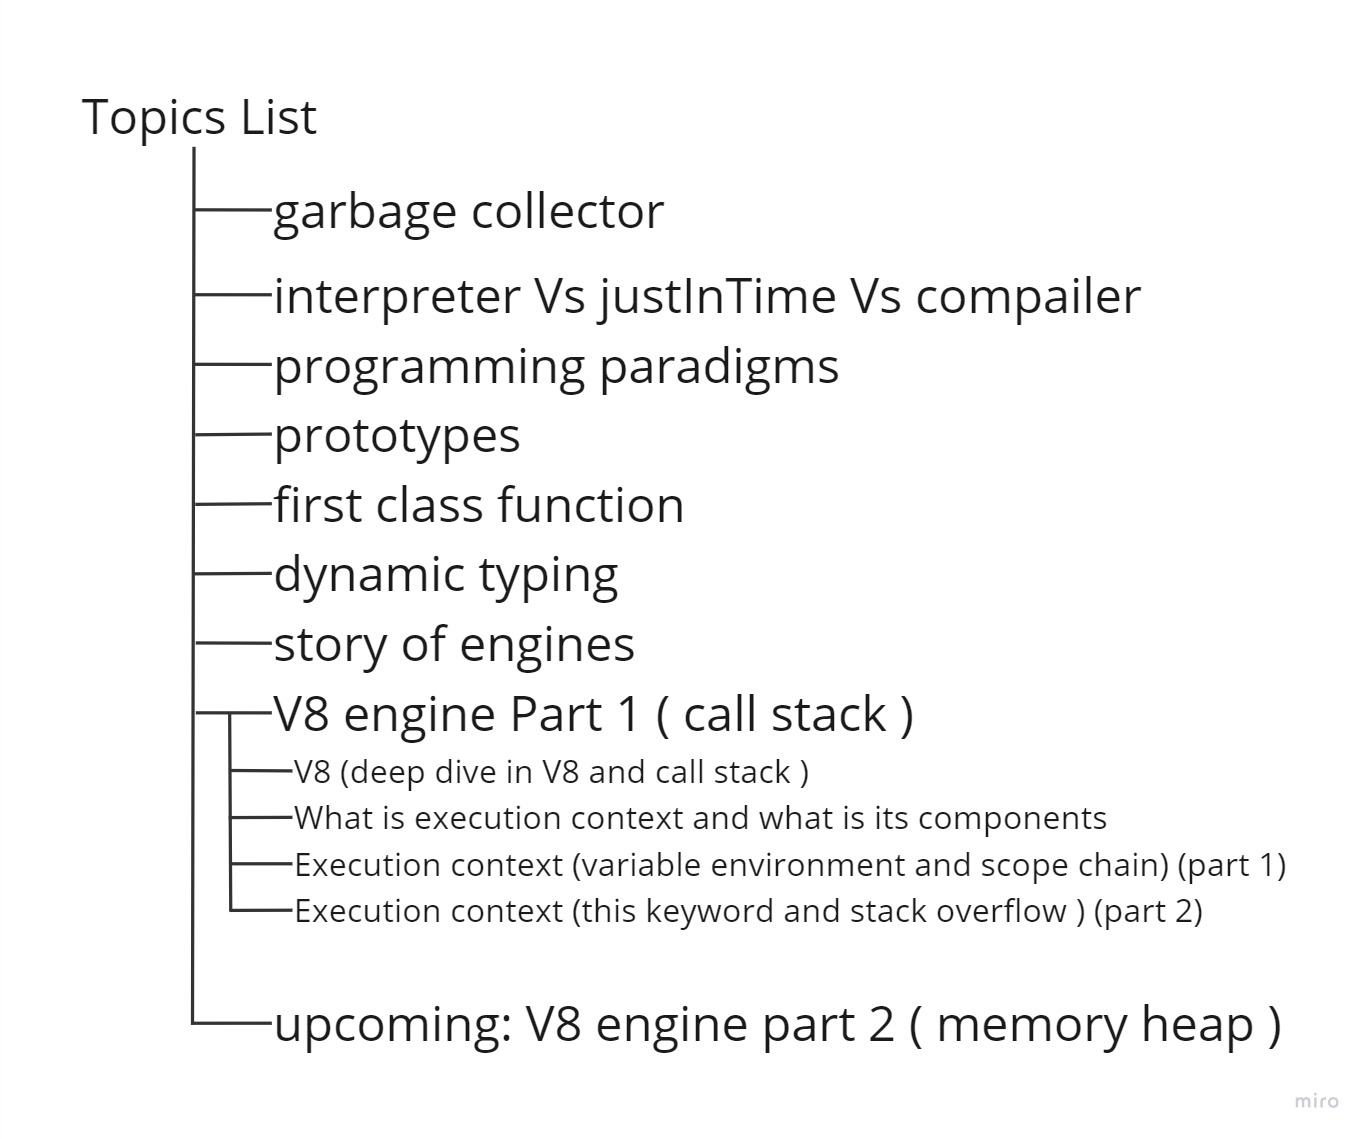 Topics List
garbage collector
interpreter Vs justInTime Vs compailer
programming paradigms
prototypes
first class function
dynamic typing
story of engines
V8 engine Part 1 ( call stack )
V8 (deep dive in V8 and call stack )
What is execution context and what is its components
Execution context (variable environment and scope chain) (part 1)
Execution context (this keyword and stack overflow ) (part 2)
upcoming: V8 engine part 2 ( memory heap )
miro